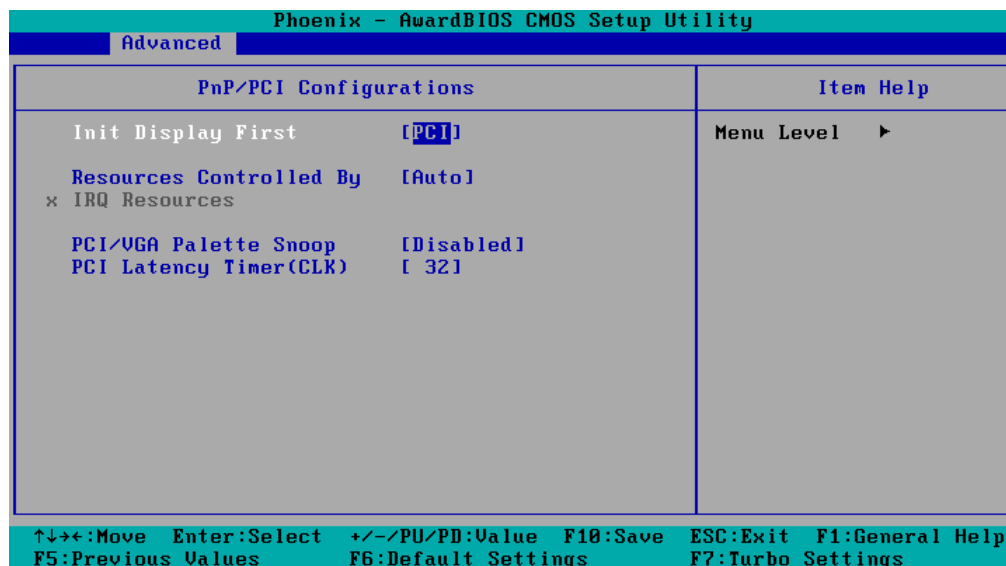 Phoenix - AwardBIOS CMOS Setup Utility
Advanced
PnP/PCI Configurations
Item Help
Init Display First [PCI]
Menu Level ▶
Resources Controlled By [Auto]
x IRQ Resources
PCI/VGA Palette Snoop [Disabled]
PCI Latency Timer(CLK) [ 32]
↑↓→←:Move Enter:Select +/-/PU/PD:Value F10:Save ESC:Exit F1:General Help
F5:Previous Values F6:Default Settings F7:Turbo Settings